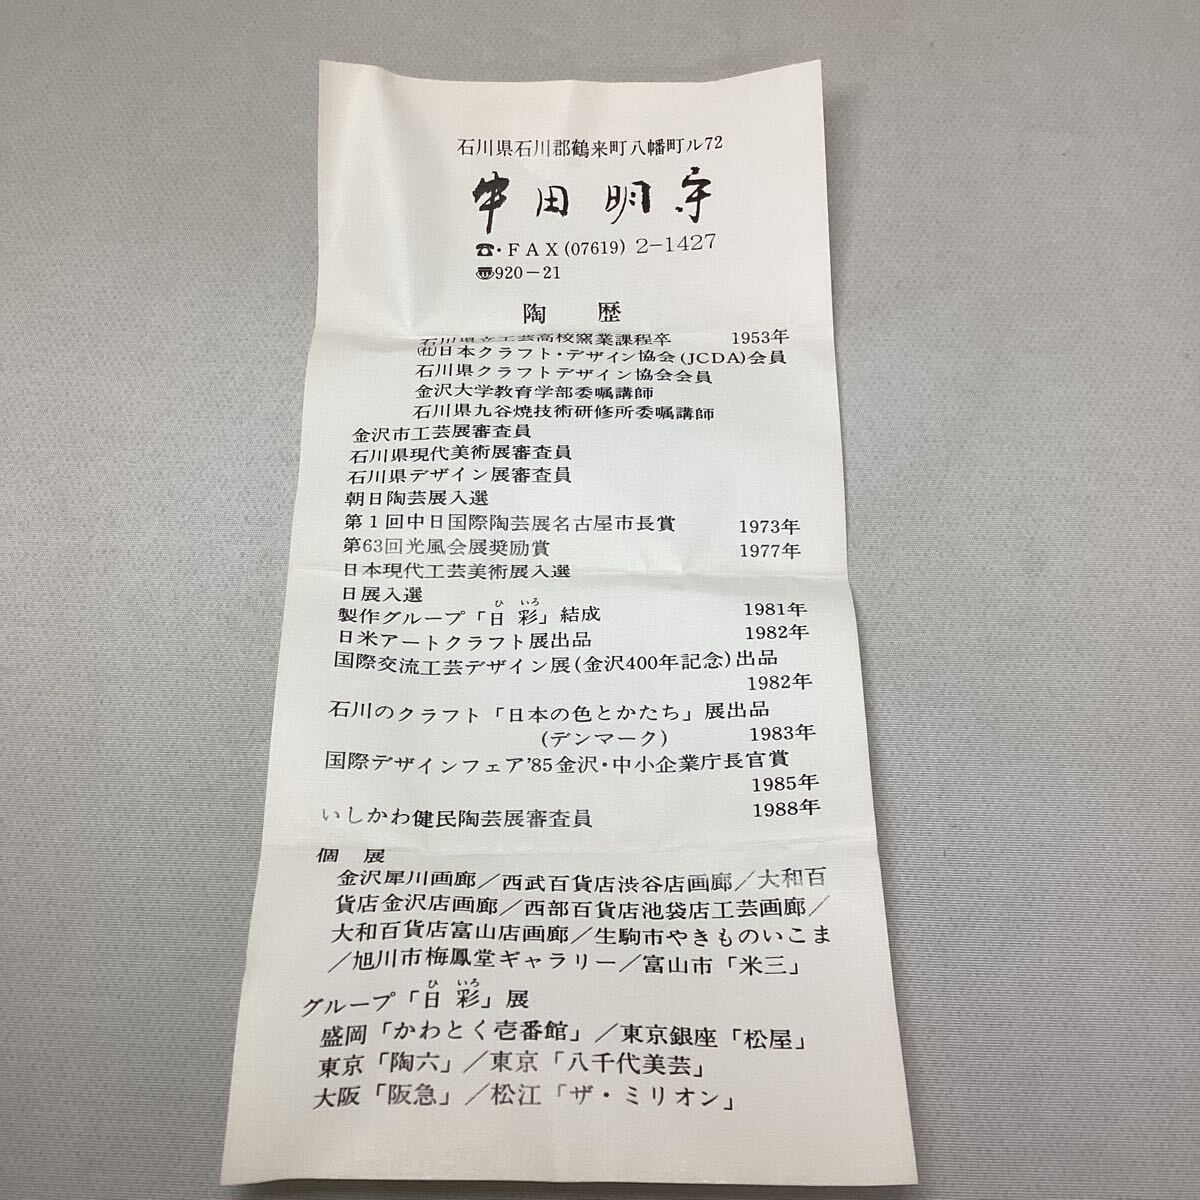 石川県石川郡鶴来町八幡町ル72
牛田明守
☎・FAX(07619) 2-1427
〠920-21
陶歴
石川県立工芸高校窯業課程卒 1953年
㈳日本クラフト・デザイン協会(JCDA)会員
石川県クラフトデザイン協会会員
金沢大学教育学部委嘱講師
石川県九谷焼技術研修所委嘱講師
金沢市工芸展審査員
石川県現代美術展審査員
石川県デザイン展審査員
朝日陶芸展入選
第1回中日国際陶芸展名古屋市長賞 1973年
第63回光風会展奨励賞 1977年
日本現代工芸美術展入選
日展入選
製作グループ「日彩」結成 1981年
日米アートクラフト展出品 1982年
国際交流工芸デザイン展(金沢400年記念)出品
1982年
石川のクラフト「日本の色とかたち」展出品
(デンマーク) 1983年
国際デザインフェア'85金沢・中小企業庁長官賞
1985年
いしかわ健民陶芸展審査員 1988年
個展
金沢犀川画廊/西武百貨店渋谷店画廊/大和百
貨店金沢店画廊/西部百貨店池袋店工芸画廊/
大和百貨店富山店画廊/生駒市やきものいこま
/旭川市梅鳳堂ギャラリー/富山市「米三」
グループ「日彩」展
盛岡「かわとく壱番館」/東京銀座「松屋」
東京「陶六」/東京「八千代美芸」
大阪「阪急」/松江「ザ・ミリオン」